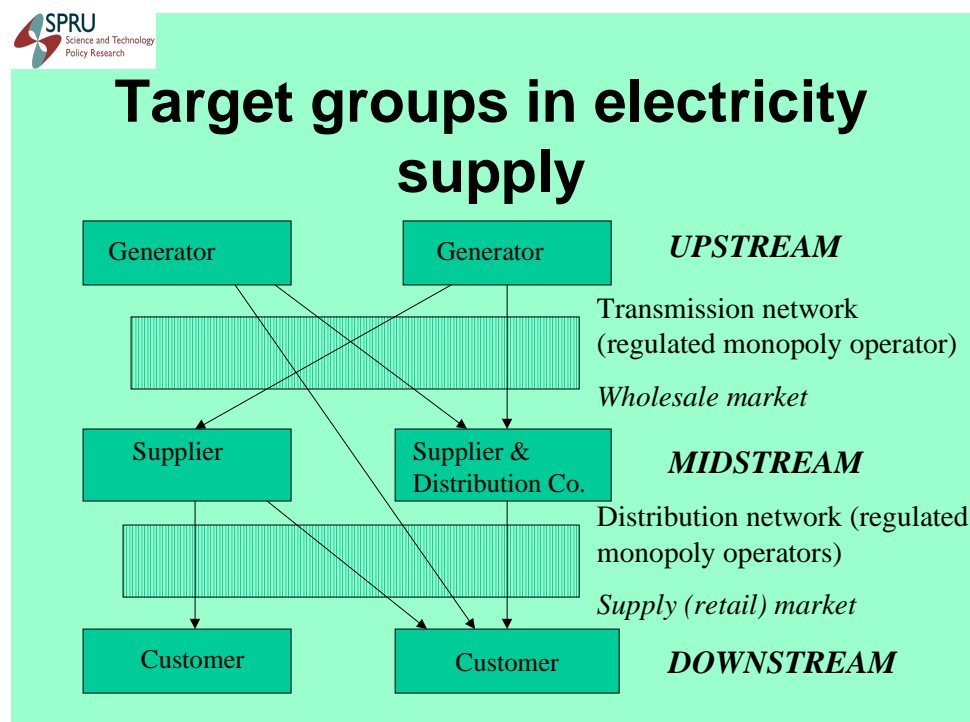 SPRU
Science and Technology
Policy Research
Target groups in electricity
supply
Generator
Generator
UPSTREAM
Transmission network
(regulated monopoly operator)
Wholesale market
Supplier
Supplier &
Distribution Co.
MIDSTREAM
Distribution network (regulated
monopoly operators)
Supply (retail) market
Customer
Customer
DOWNSTREAM